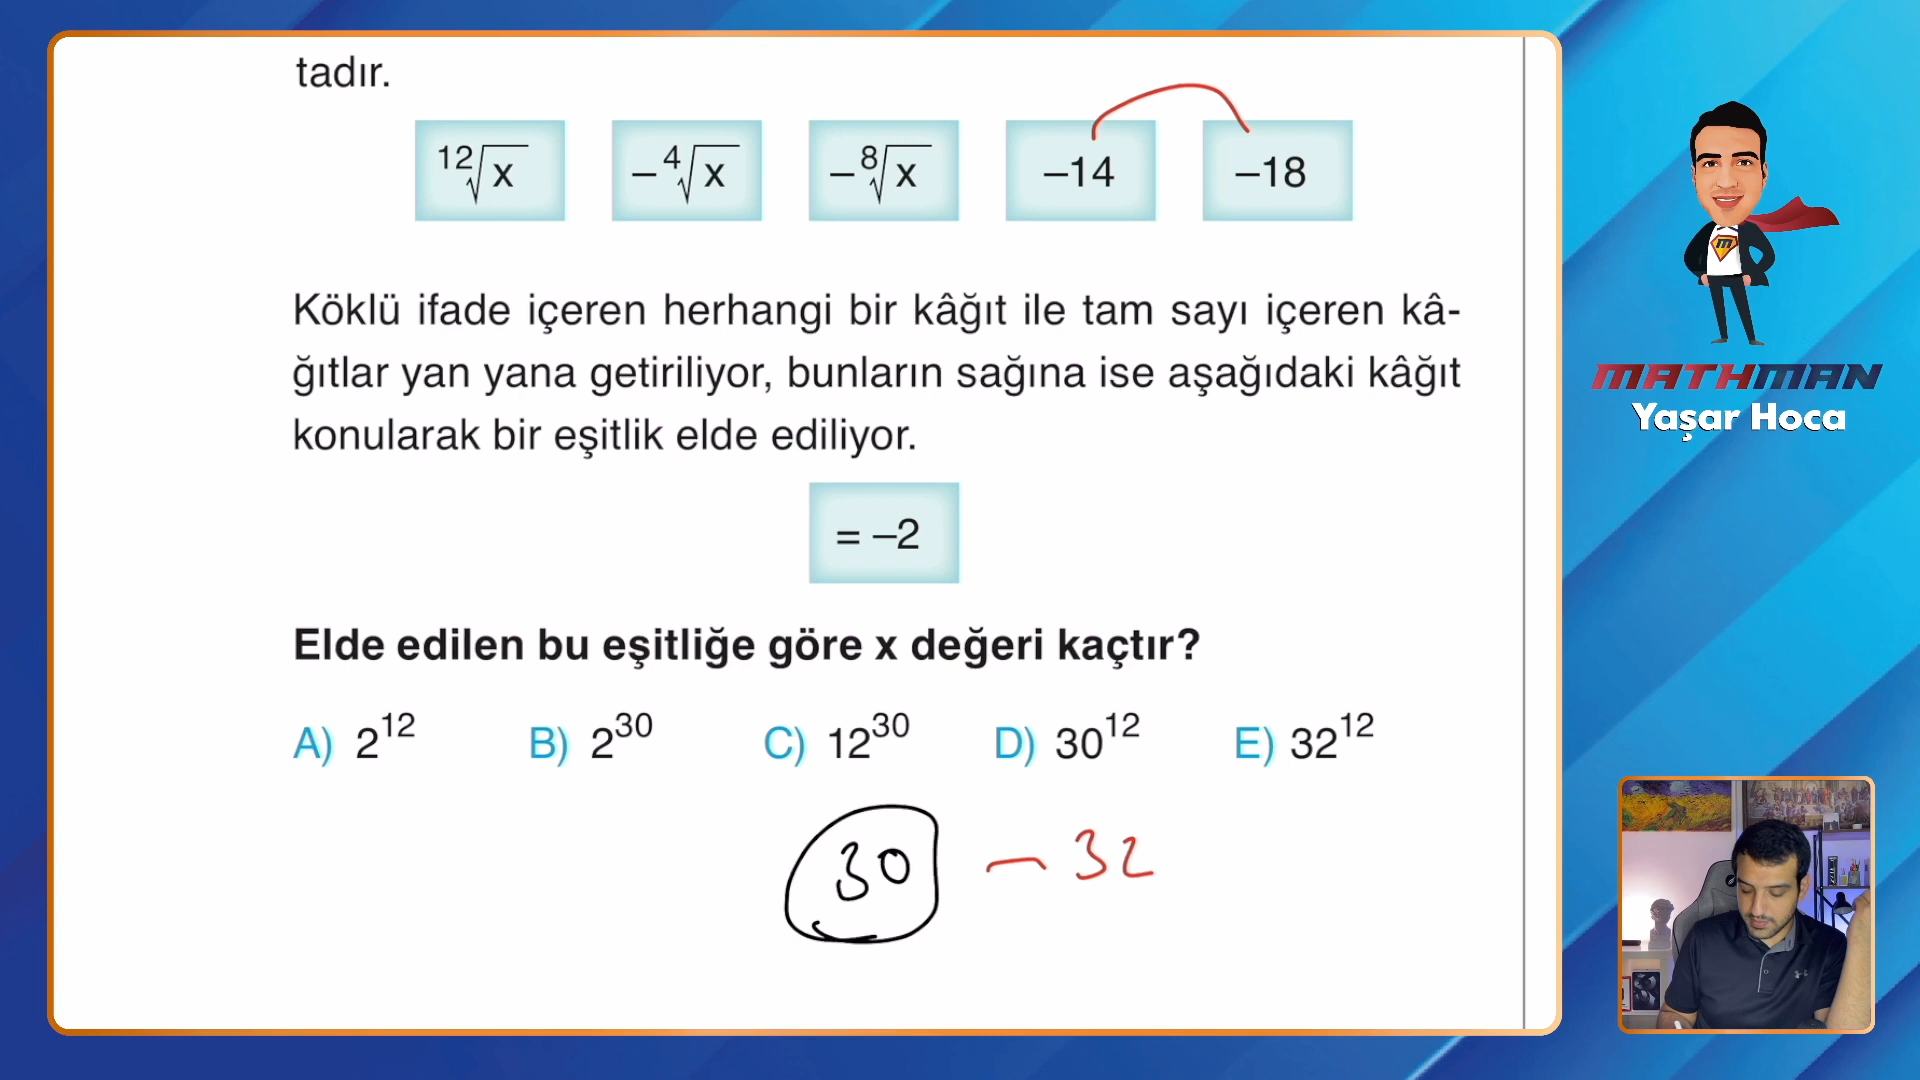 tadır.
¹²√x −⁴√x −⁸√x –14 –18
Köklü ifade içeren herhangi bir kâğıt ile tam sayı içeren kâ-
ğıtlar yan yana getiriliyor, bunların sağına ise aşağıdaki kâğıt
konularak bir eşitlik elde ediliyor.
= –2
Elde edilen bu eşitliğe göre x değeri kaçtır?
A) 2¹² B) 2³⁰ C) 12³⁰ D) 30¹² E) 32¹²
30 – 32
m
MATHMAN
Yaşar Hoca